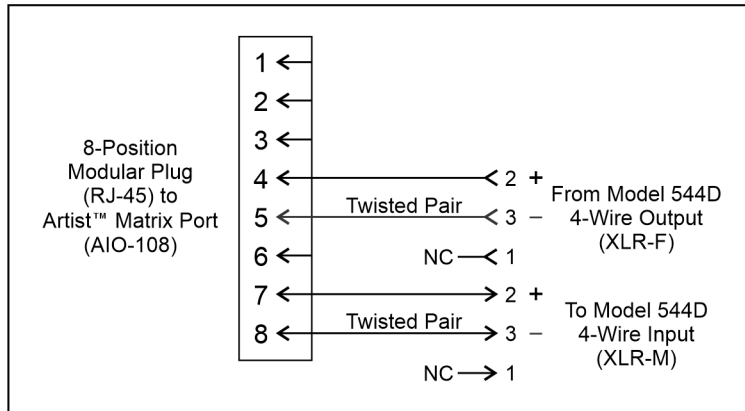 1
2
3
8-Position
Modular Plug
(RJ-45) to
Artist™ Matrix Port
(AIO-108)
4
2 +
Twisted Pair
5
3 –
From Model 544D
4-Wire Output
(XLR-F)
6
NC
1
7
2 +
Twisted Pair
8
3 –
To Model 544D
4-Wire Input
(XLR-M)
NC
1